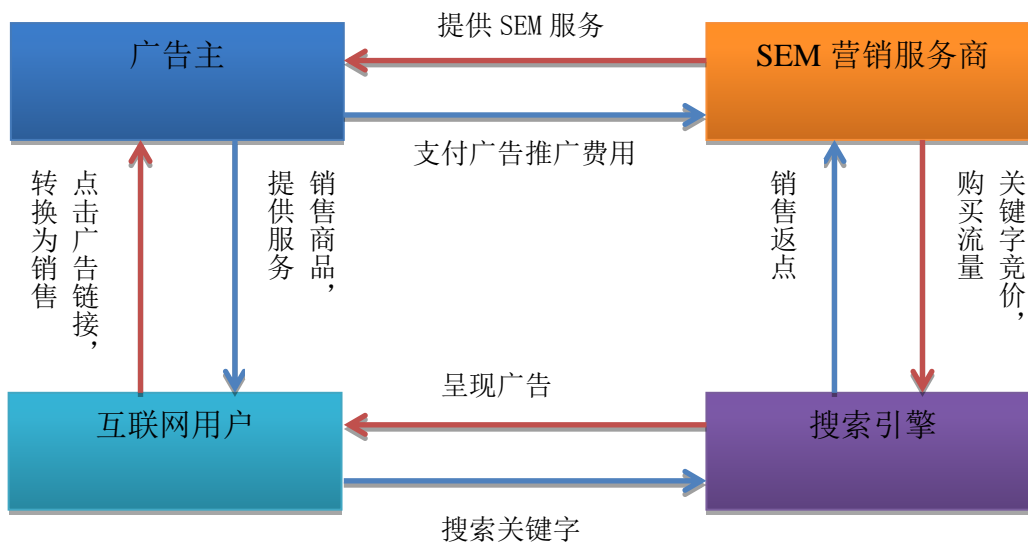 提供 SEM 服务
广告主
SEM 营销服务商
支付广告推广费用
点击广告链接，
转换为销售
销售商品，
提供服务
销售返点
关键字竞价，
购买流量
呈现广告
互联网用户
搜索引擎
搜索关键字